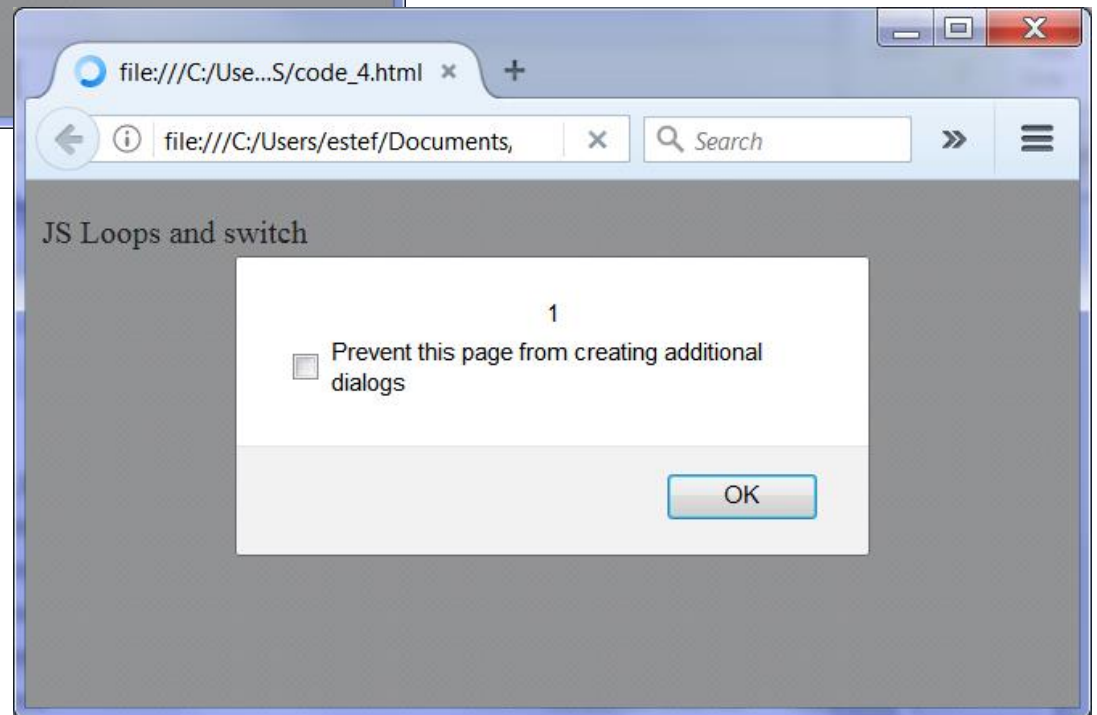 file:///C:/Use...S/code_4.html
file:///C:/Users/estef/Documents,
Search
JS Loops and switch
1
Prevent this page from creating additional
dialogs
OK